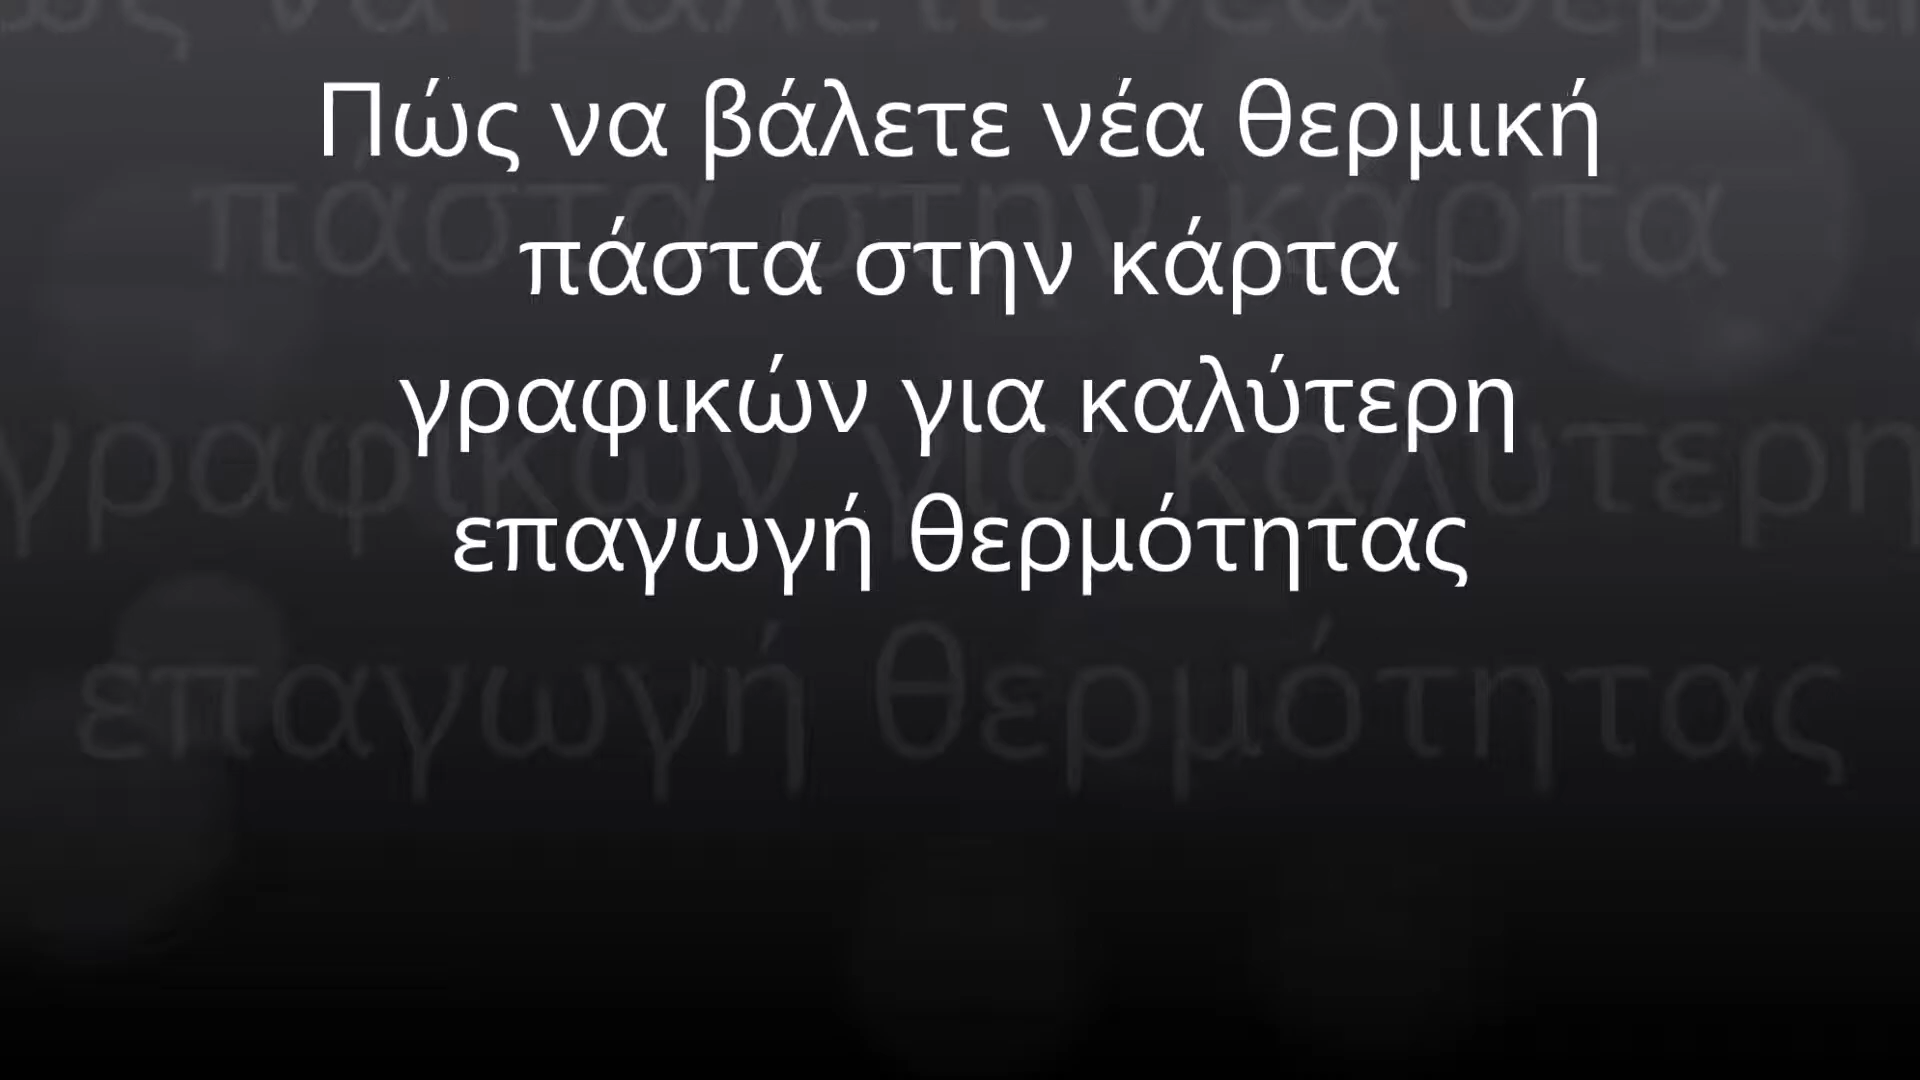 Πώς να βάλετε νέα θερμική
πάστα στην κάρτα
γραφικών για καλύτερη
επαγωγή θερμότητας